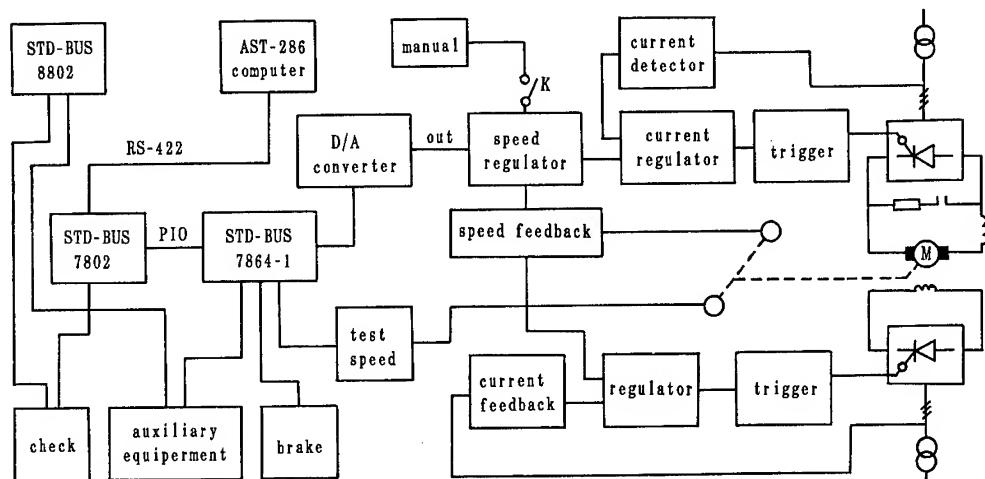 STD-BUS
8802
AST-286
computer
manual
K
current
detector
RS-422
D/A
converter
out
speed
regulator
current
regulator
trigger
STD-BUS
7802
PIO
STD-BUS
7864-1
speed feedback
M
test
speed
current
feedback
regulator
trigger
check
auxiliary
equiperment
brake